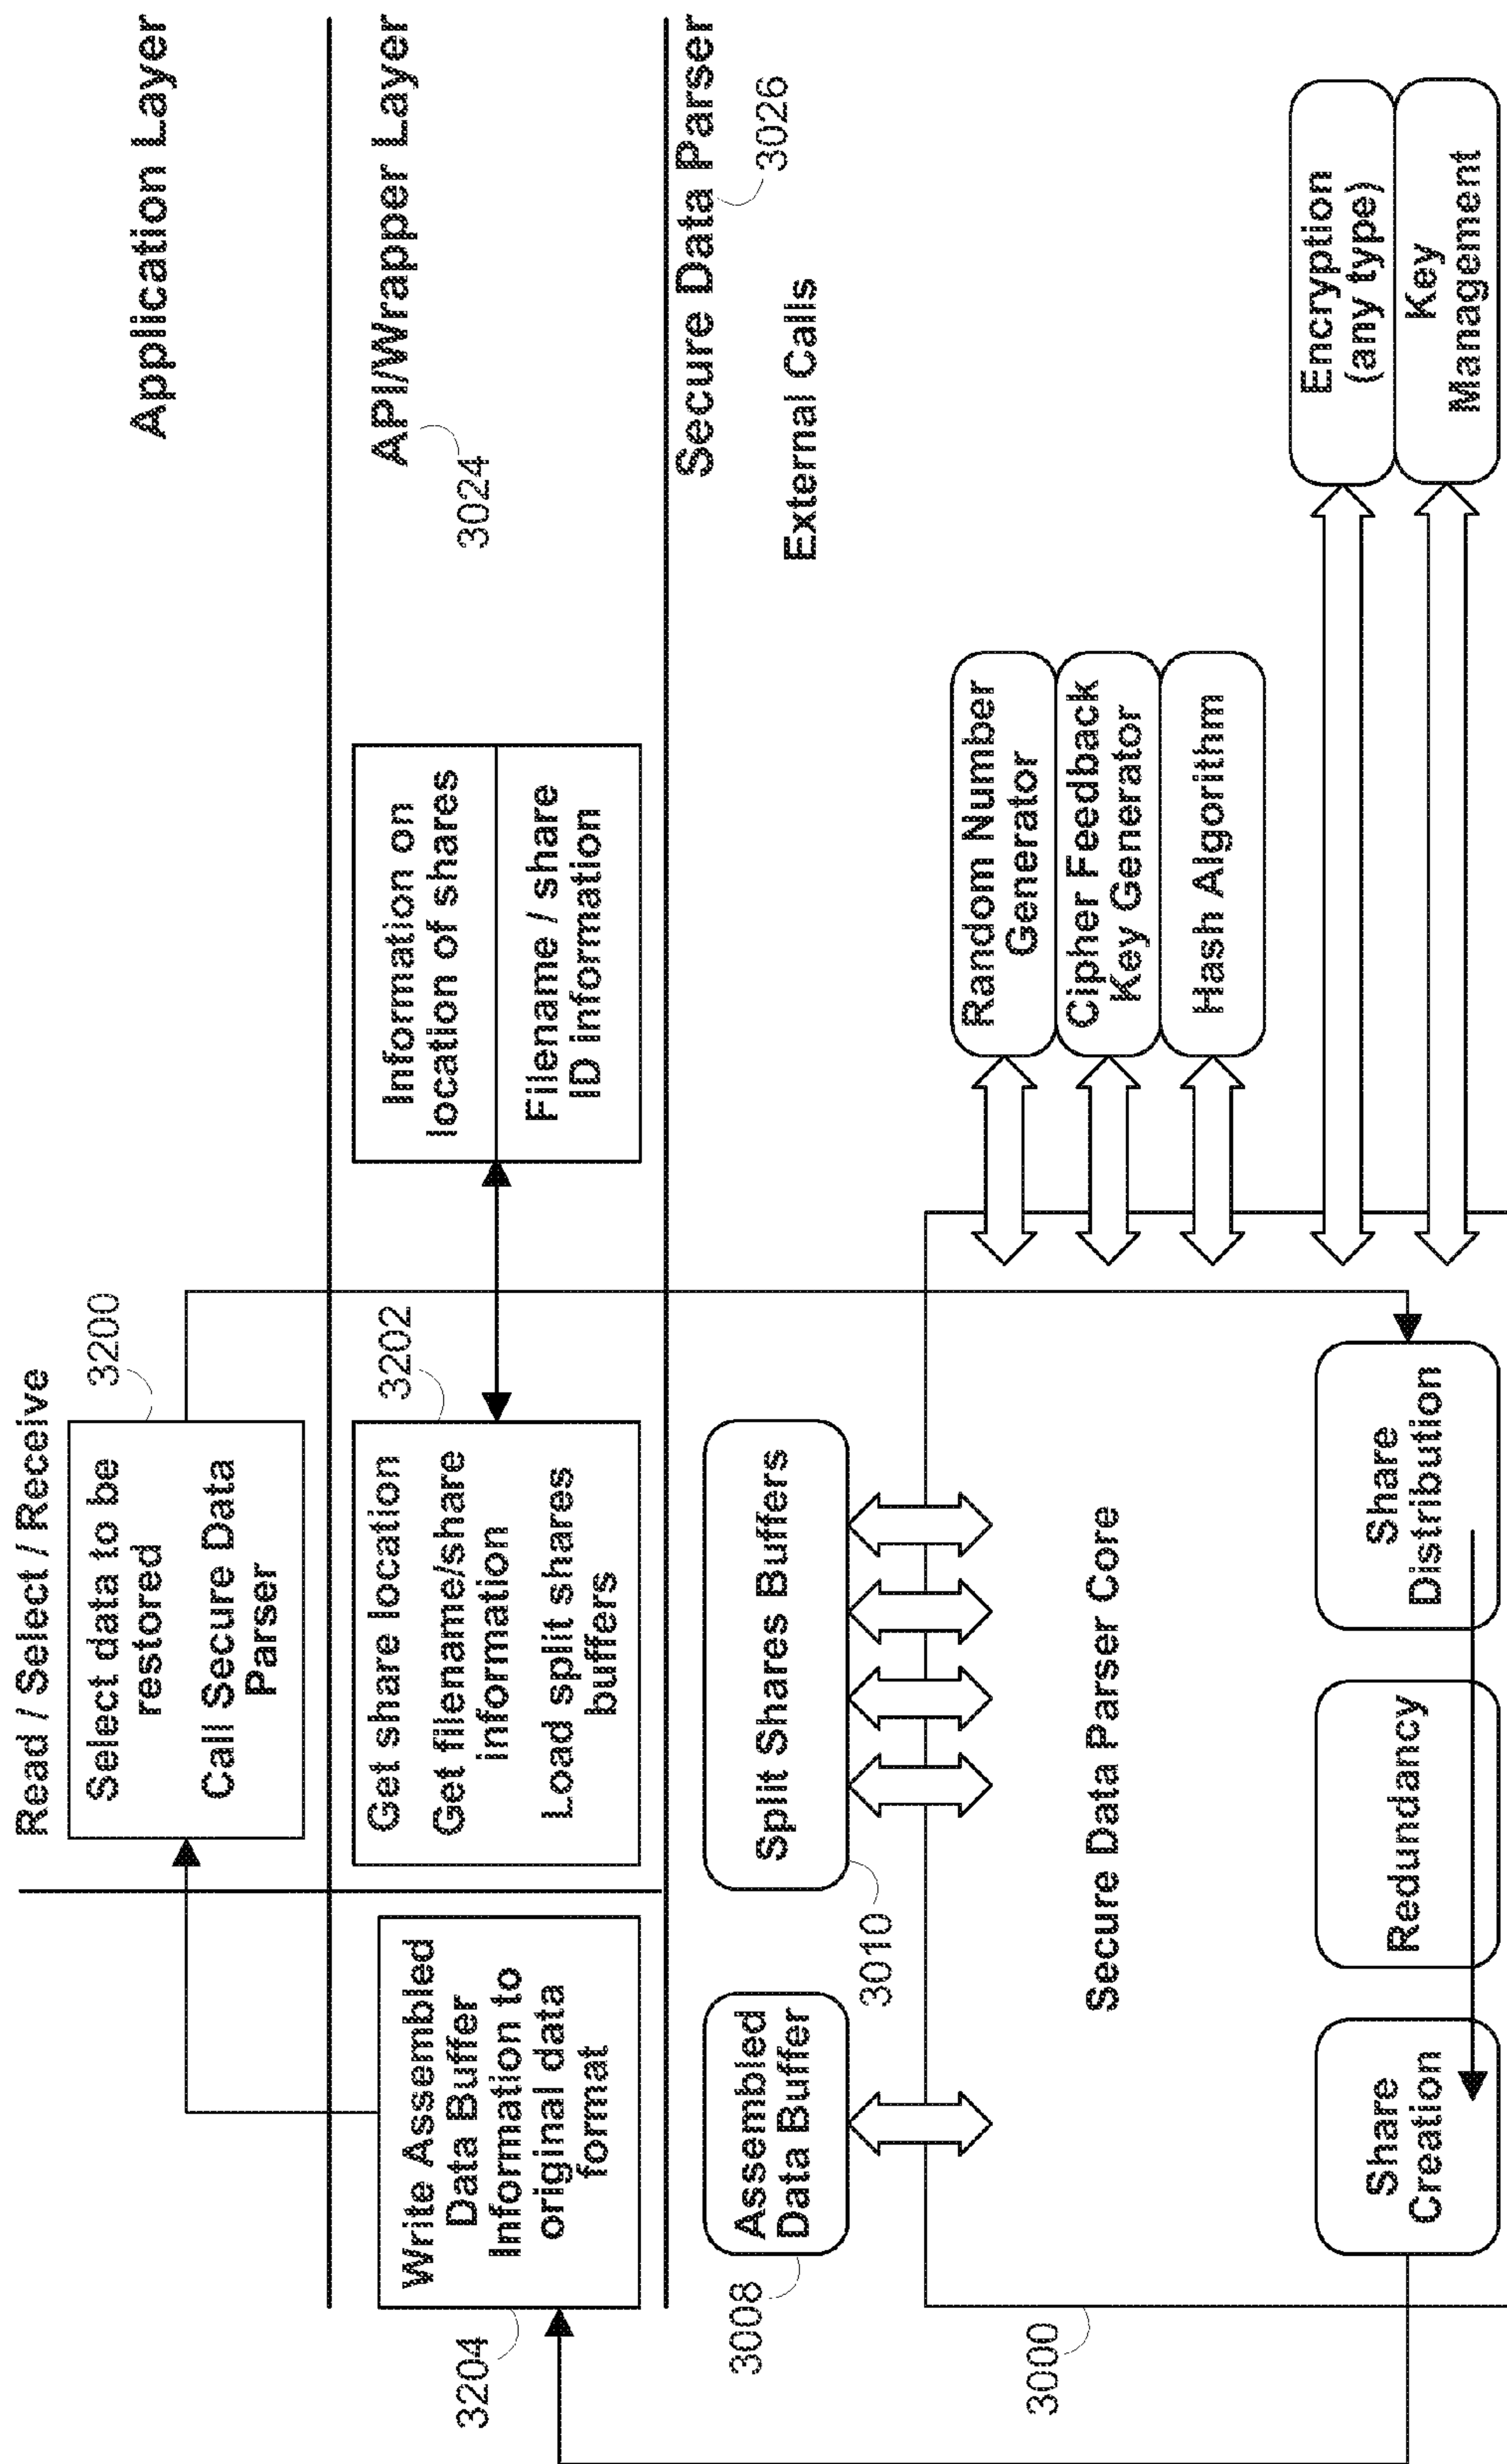 Read / Select / Receive
Application Layer
3200
Select data to be
restored
Call Secure Data
Parser
API/Wrapper Layer
3024
3204
Write Assembled
Data Buffer
Information to
original data
format
3202
Get share location
Get filename/share
information
Load split shares
buffers
Information on
location of shares
Filename / share
ID information
Secure Data Parser
3026
External Calls
3008
Assembled
Data Buffer
3010
Split Shares Buffers
3000
Secure Data Parser Core
Random Number
Generator
Cipher Feedback
Key Generator
Hash Algorithm
Encryption
(any type)
Key
Management
Share
Creation
Redundancy
Share
Distribution